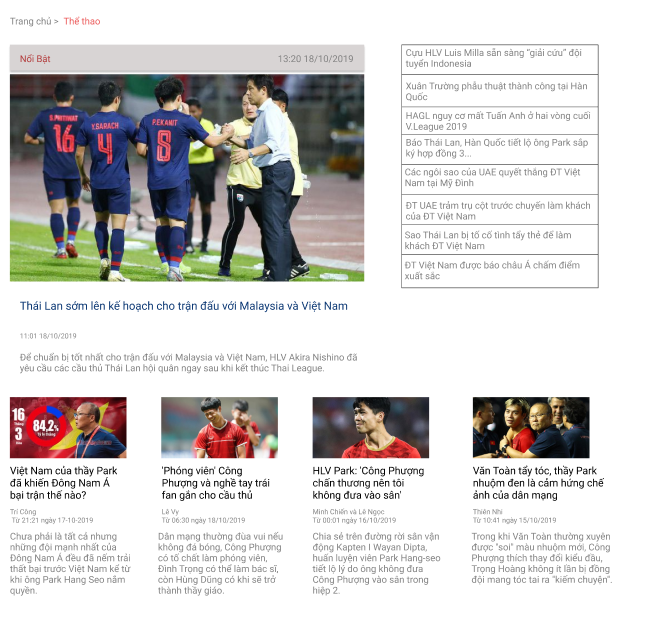 Trang chủ > Thể thao
Nổi Bật
13:20 18/10/2019
B.PHITIWAT
16
Y.BARACH
4
P.EKANIT
8
Thái Lan sớm lên kế hoạch cho trận đấu với Malaysia và Việt Nam
11:01 18/10/2019
Để chuẩn bị tốt nhất cho trận đấu với Malaysia và Việt Nam, HLV Akira Nishino đã
yêu cầu các cầu thủ Thái Lan hội quân ngay sau khi kết thúc Thai League.
Cựu HLV Luis Milla sẵn sàng “giải cứu” đội
tuyển Indonesia
Xuân Trường phẫu thuật thành công tại Hàn
Quốc
HAGL nguy cơ mất Tuấn Anh ở hai vòng cuối
V.League 2019
Báo Thái Lan, Hàn Quốc tiết lộ ông Park sắp
ký hợp đồng 3...
Các ngôi sao của UAE quyết thắng ĐT Việt
Nam tại Mỹ Đình
ĐT UAE trảm trụ cột trước chuyến làm khách
của ĐT Việt Nam
Sao Thái Lan bị tố cố tình tẩy thẻ để làm
khách ĐT Việt Nam
ĐT Việt Nam được báo châu Á chấm điểm
xuất sắc
16
Tháng
3
84,2%
Việt Nam của thầy Park
đã khiến Đông Nam Á
bại trận thế nào?
Trí Công
Từ 21:21 ngày 17-10-2019
Chưa phải là tất cả nhưng
những đội mạnh nhất của
Đông Nam Á đều đã nếm trải
thất bại trước Việt Nam kể từ
khi ông Park Hang Seo nắm
quyền.
'Phóng viên' Công
Phượng và nghề tay trái
fan gắn cho cầu thủ
Lê Vy
Từ 06:30 ngày 18/10/2019
Dân mạng thường đùa vui nếu
không đá bóng, Công Phượng
có tố chất làm phóng viên,
Đình Trọng có thể làm bác sĩ,
còn Hùng Dũng có khi sẽ trở
thành thầy giáo.
HLV Park: 'Công Phượng
chấn thương nên tôi
không đưa vào sân'
Minh Chiến và Lê Ngọc
Từ 00:01 ngày 16/10/2019
Chia sẻ trên đường rời sân vận
động Kapten I Wayan Dipta,
huấn luyện viên Park Hang-seo
tiết lộ lý do ông không đưa
Công Phượng vào sân trong
hiệp 2.
Văn Toàn tẩy tóc, thầy Park
nhuộm đen là cảm hứng chế
ảnh của dân mạng
Thiên Nhi
Từ 10:41 ngày 15/10/2019
Trong khi Văn Toàn thường xuyên
được "soi" màu nhuộm mới, Công
Phượng thích thay đổi kiểu đầu,
Trọng Hoàng không ít lần bị đồng
đội mang tóc tai ra "kiếm chuyện".